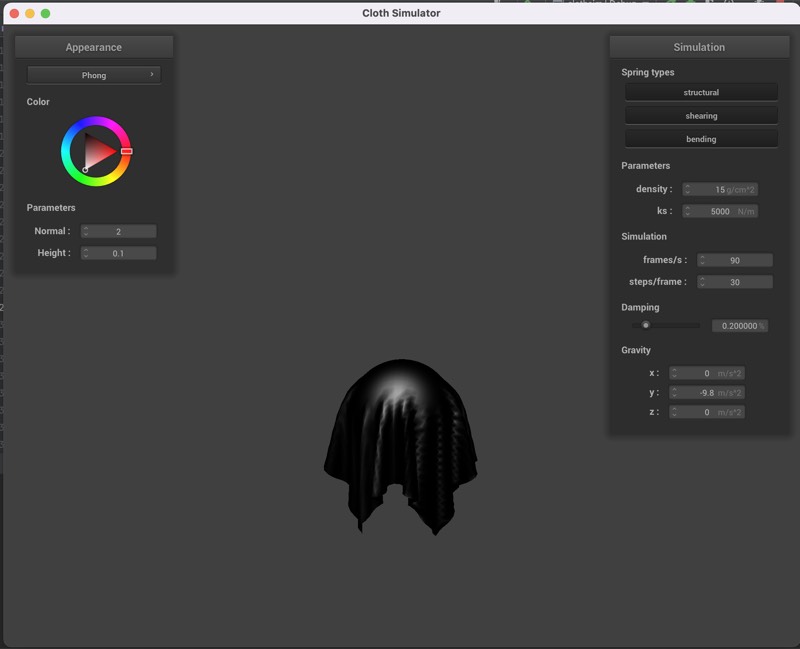 Cloth Simulator
Appearance
Phong
Color
Parameters
Normal : 2
Height : 0.1
Simulation
Spring types
structural
shearing
bending
Parameters
density : 15 g/cm^2
ks : 5000 N/m
Simulation
frames/s : 90
steps/frame : 30
Damping
0.200000 %
Gravity
x : 0 m/s^2
y : -9.8 m/s^2
z : 0 m/s^2